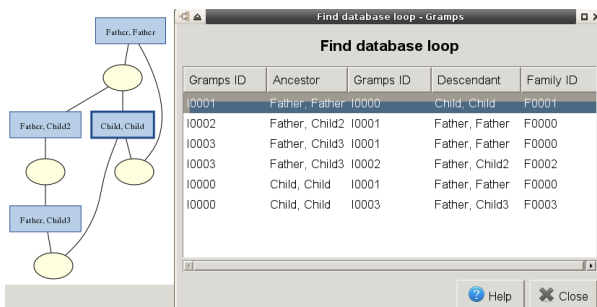 Father, Father
Father, Child2
Child, Child
Father, Child3
Find database loop - Gramps
Find database loop
Gramps ID Ancestor Gramps ID Descendant Family ID
I0001 Father, Father I0000 Child, Child F0001
I0002 Father, Child2 I0001 Father, Father F0000
I0003 Father, Child3 I0001 Father, Father F0000
I0003 Father, Child3 I0002 Father, Child2 F0002
I0000 Child, Child I0001 Father, Father F0000
I0000 Child, Child I0003 Father, Child3 F0003
Help Close